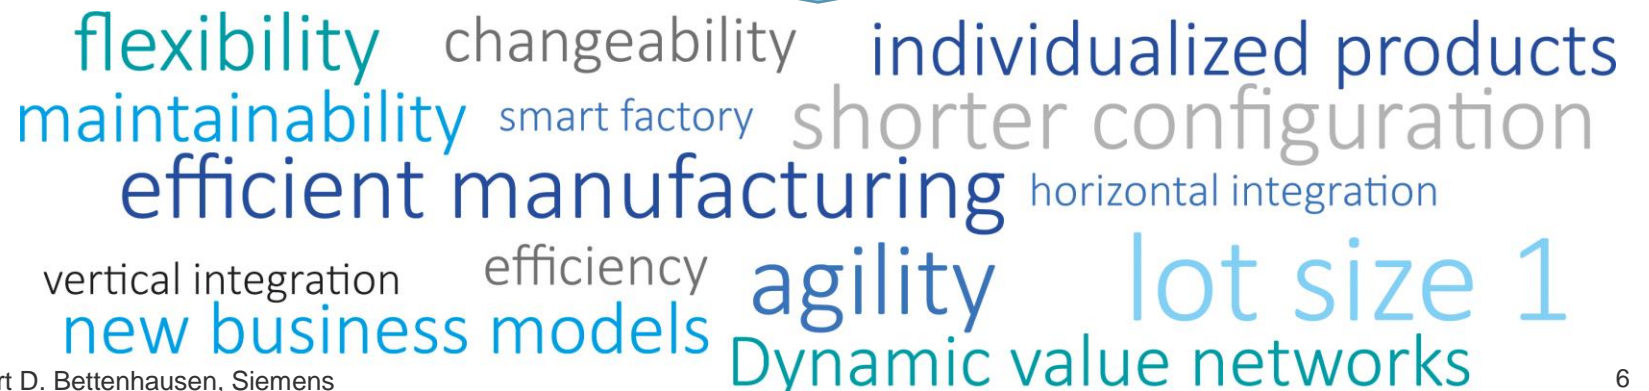 flexibility changeability individualized products
maintainability smart factory shorter configuration
efficient manufacturing horizontal integration
vertical integration efficiency agility lot size 1
new business models Dynamic value networks
D. Bettenhausen, Siemens 6